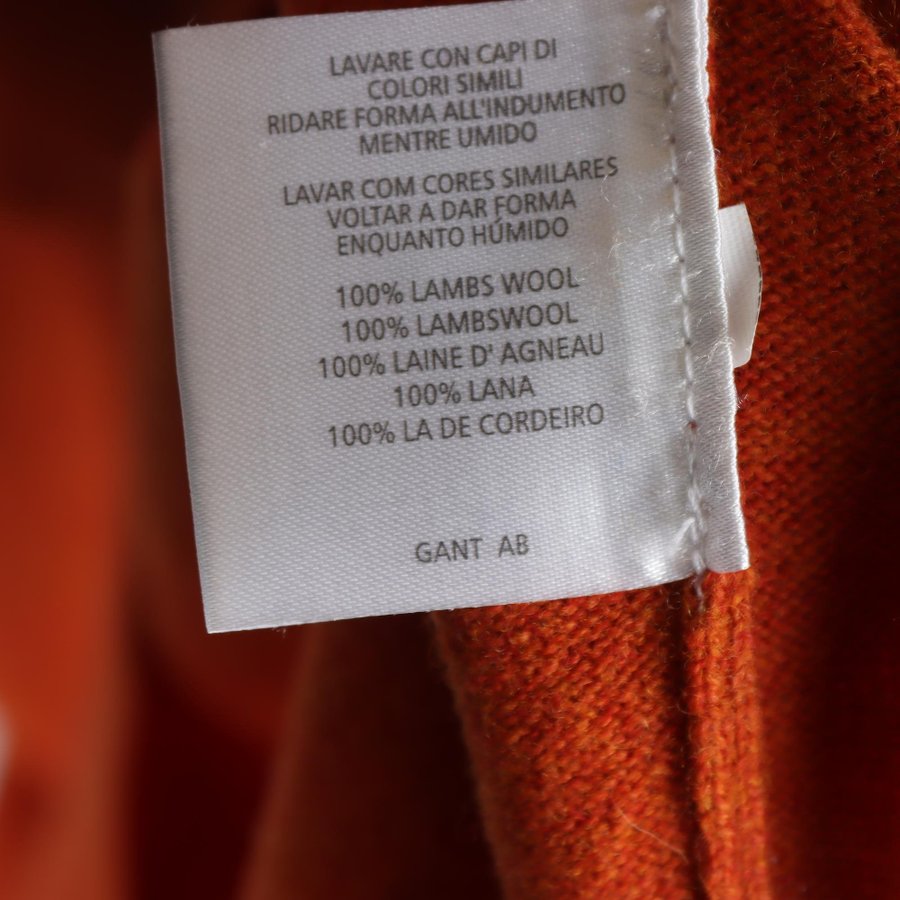 LAVARE CON CAPI DI
COLORI SIMILI
RIDARE FORMA ALL'INDUMENTO
MENTRE UMIDO
LAVAR COM CORES SIMILARES
VOLTAR A DAR FORMA
ENQUANTO HÚMIDO
100% LAMBS WOOL
100% LAMBSWOOL
100% LAINE D' AGNEAU
100% LANA
100% LA DE CORDEIRO
GANT AB